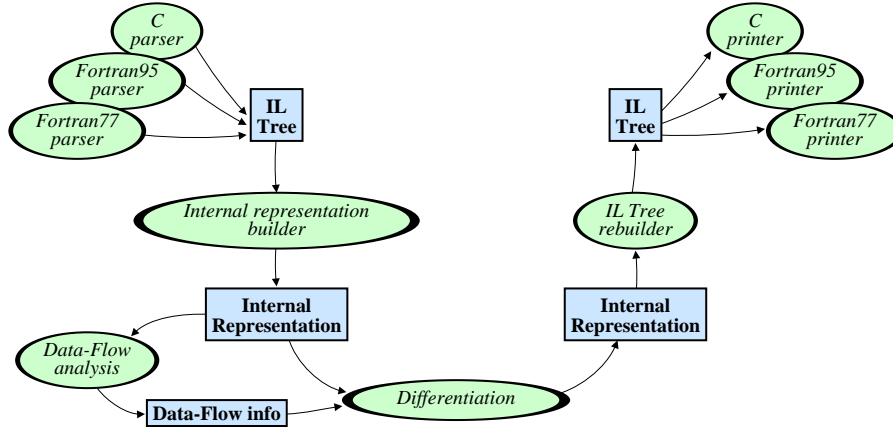 C
parser
Fortran95
parser
Fortran77
parser
IL
Tree
Internal representation
builder
Internal
Representation
Data-Flow
analysis
Data-Flow info
Differentiation
Internal
Representation
IL Tree
rebuilder
IL
Tree
C
printer
Fortran95
printer
Fortran77
printer